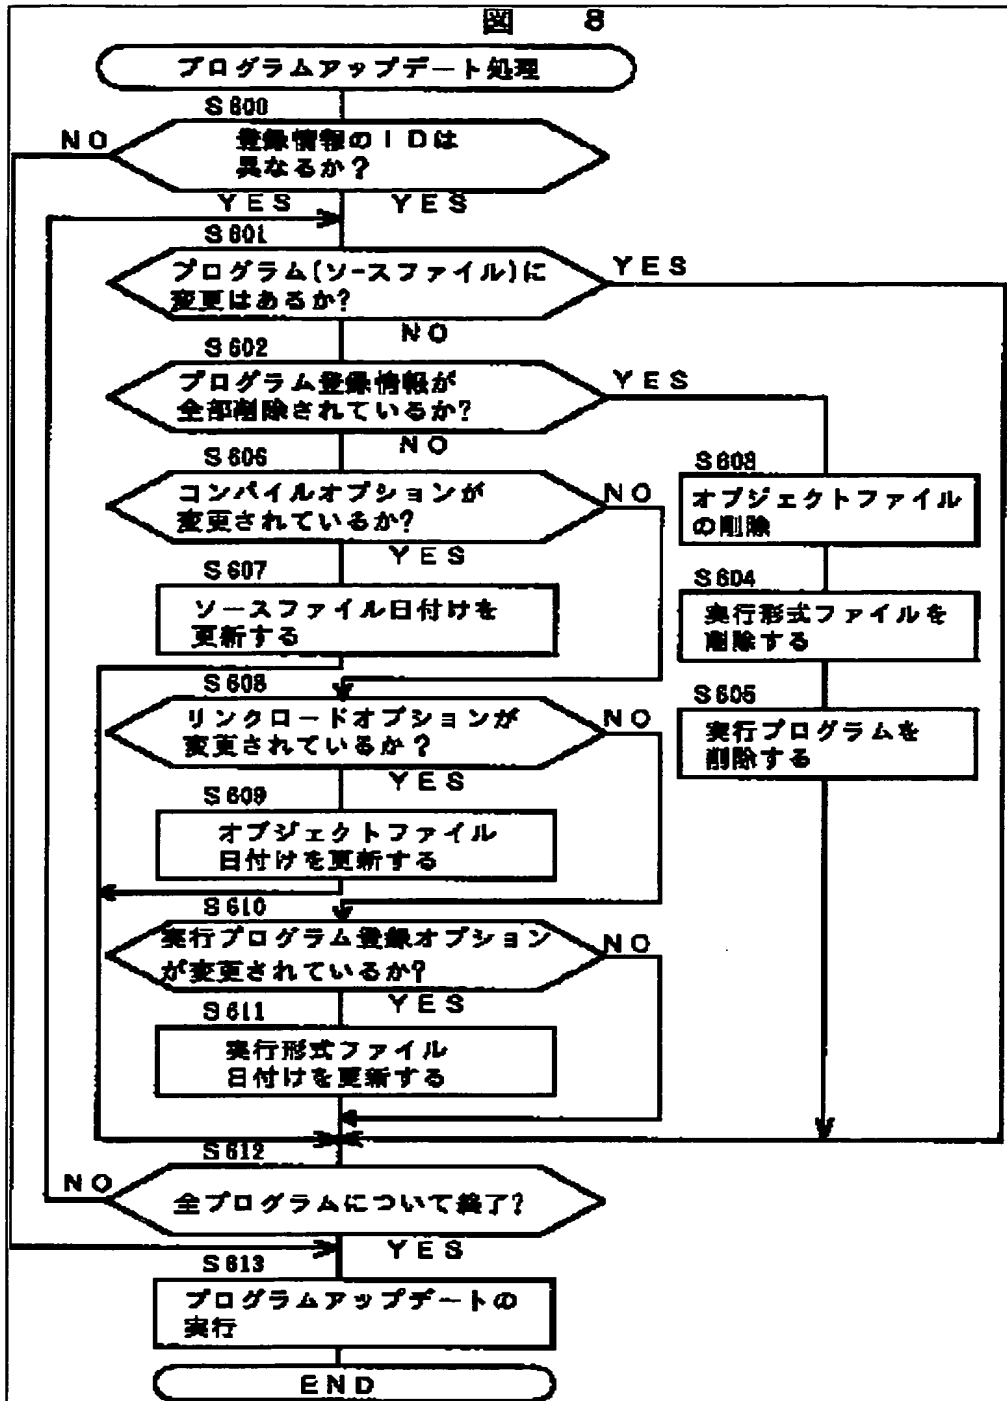 図 8
プログラムアップデート処理
S600
NO
登録情報のIDは
異なるか?
YES
YES
S601
プログラム(ソースファイル)に
変更はあるか?
YES
NO
S602
プログラム登録情報が
全部削除されているか?
YES
NO
S606
コンパイルオプションが
変更されているか?
NO
YES
S603
オブジェクトファイル
の削除
S607
ソースファイル日付けを
更新する
S604
実行形式ファイルを
削除する
S608
リンクロードオプションが
変更されているか?
NO
YES
S605
実行プログラムを
削除する
S609
オブジェクトファイル
日付けを更新する
S610
実行プログラム登録オプション
が変更されているか?
NO
YES
S611
実行形式ファイル
日付けを更新する
S612
NO
全プログラムについて終了?
YES
S613
プログラムアップデートの
実行
END